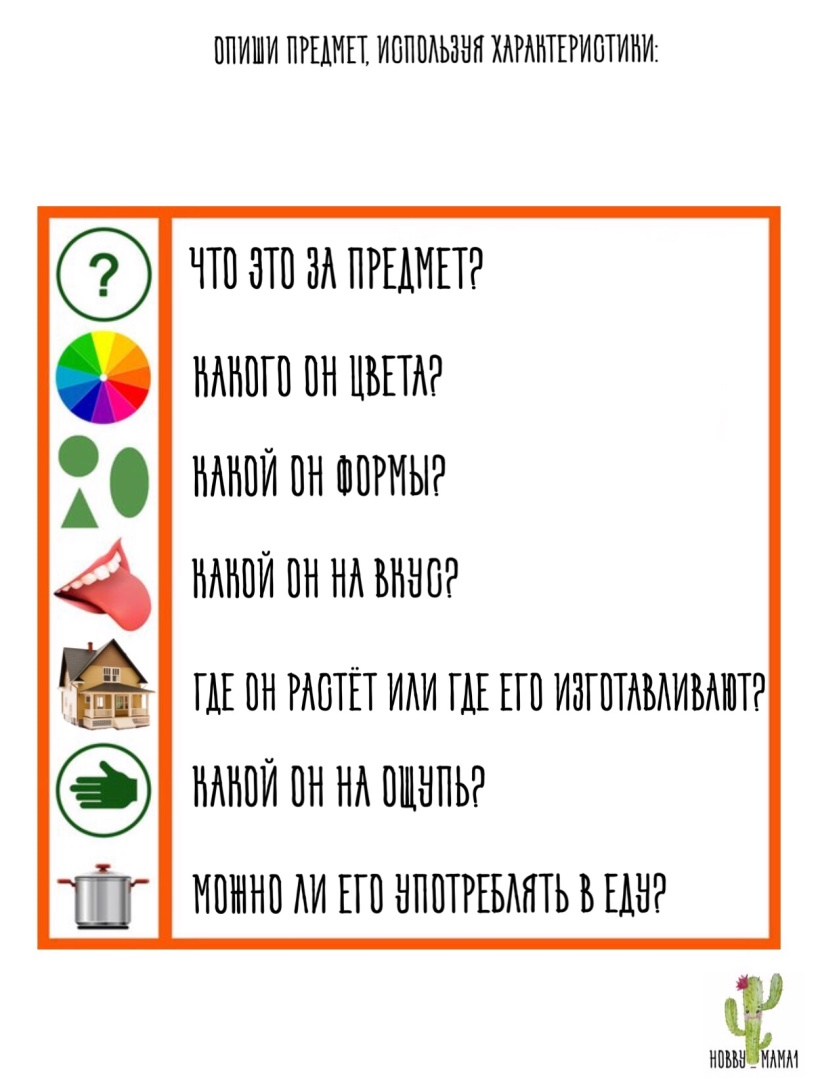 ОПИШИ ПРЕДМЕТ, ИСПОЛЬЗУЯ ХАРАКТЕРИСТИКИ:
?
ЧТО ЭТО ЗА ПРЕДМЕТ?
КАКОГО ОН ЦВЕТА?
КАКОЙ ОН ФОРМЫ?
КАКОЙ ОН НА ВКУС?
ГДЕ ОН РАСТЁТ ИЛИ ГДЕ ЕГО ИЗГОТАВЛИВАЮТ?
КАКОЙ ОН НА ОЩУПЬ?
МОЖНО ЛИ ЕГО УПОТРЕБЛЯТЬ В ЕДУ?
HOBBY_MAMA1